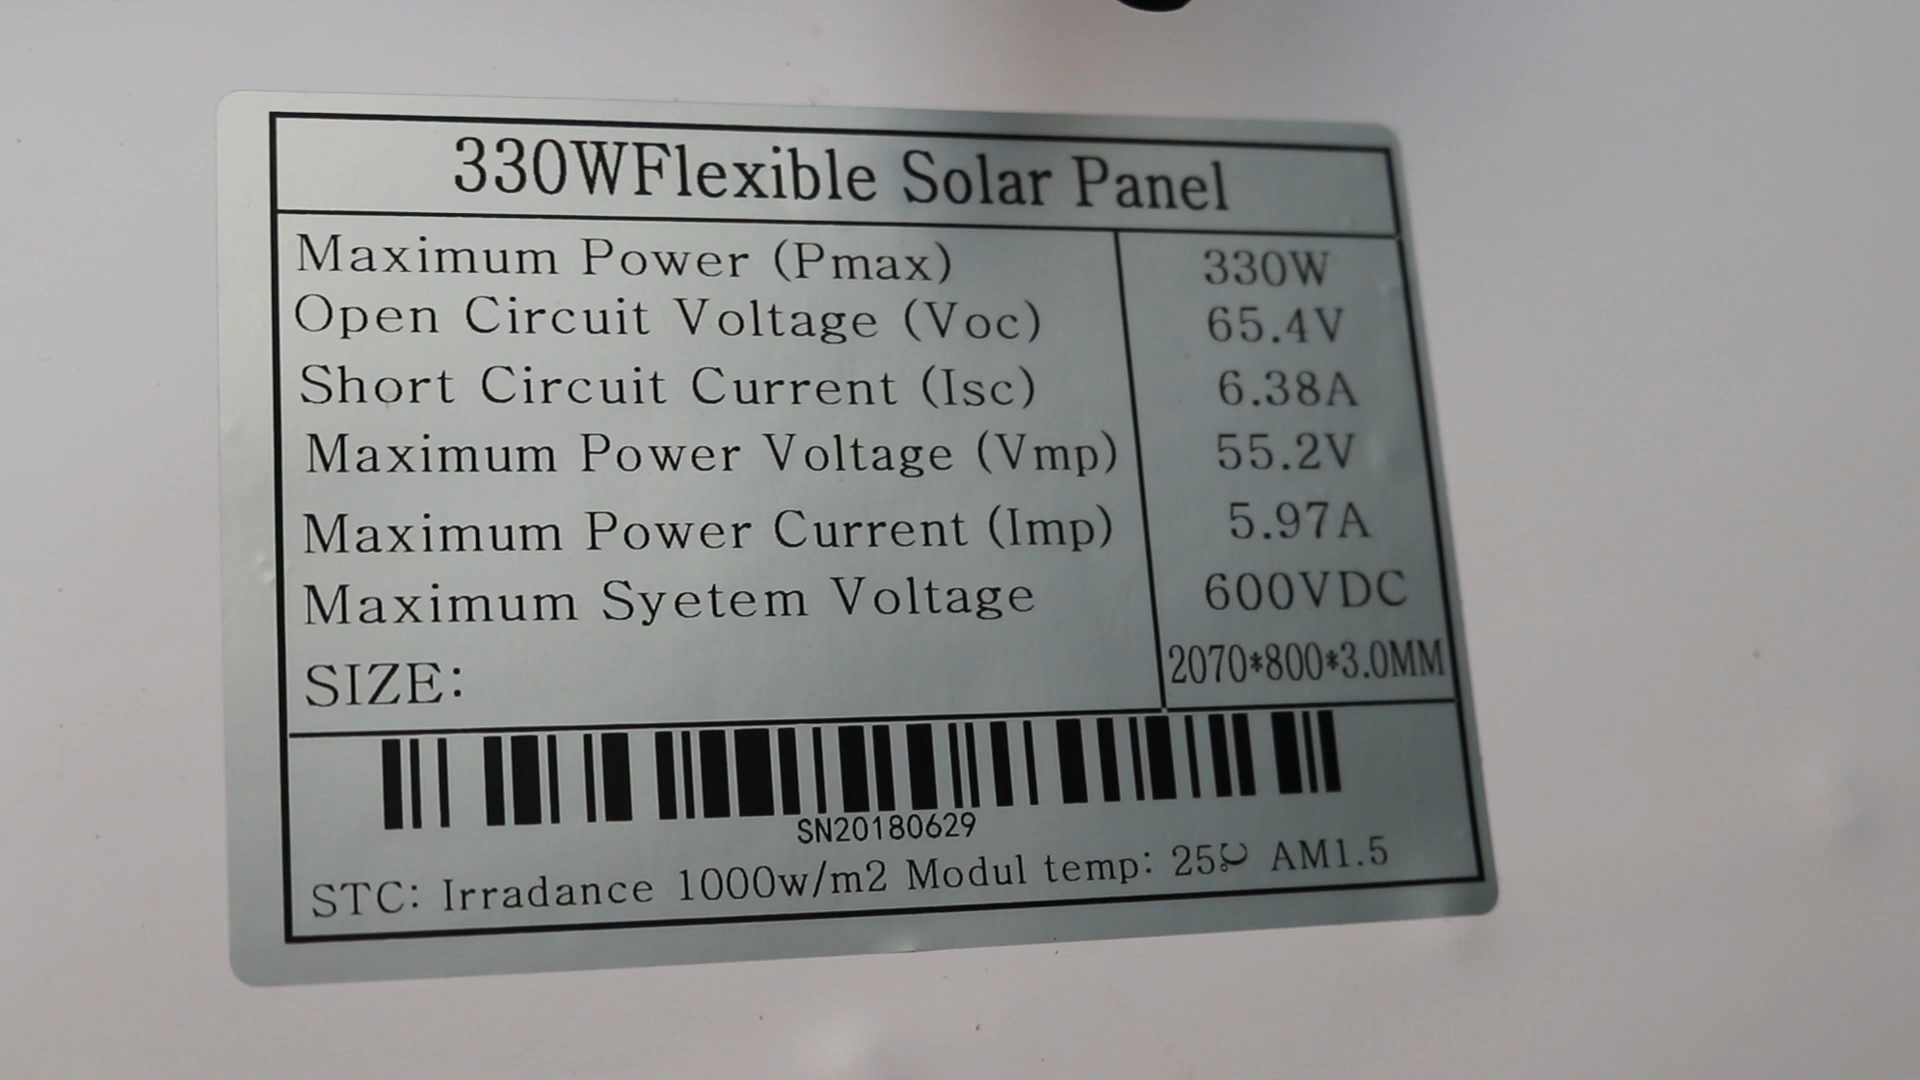 330WFlexible Solar Panel
Maximum Power (Pmax) 330W
Open Circuit Voltage (Voc) 65.4V
Short Circuit Current (Isc) 6.38A
Maximum Power Voltage (Vmp) 55.2V
Maximum Power Current (Imp) 5.97A
Maximum Syetem Voltage 600VDC
SIZE: 2070*800*3.0MM
SN20180629
STC: Irradance 1000w/m2 Modul temp: 25 AM1.5